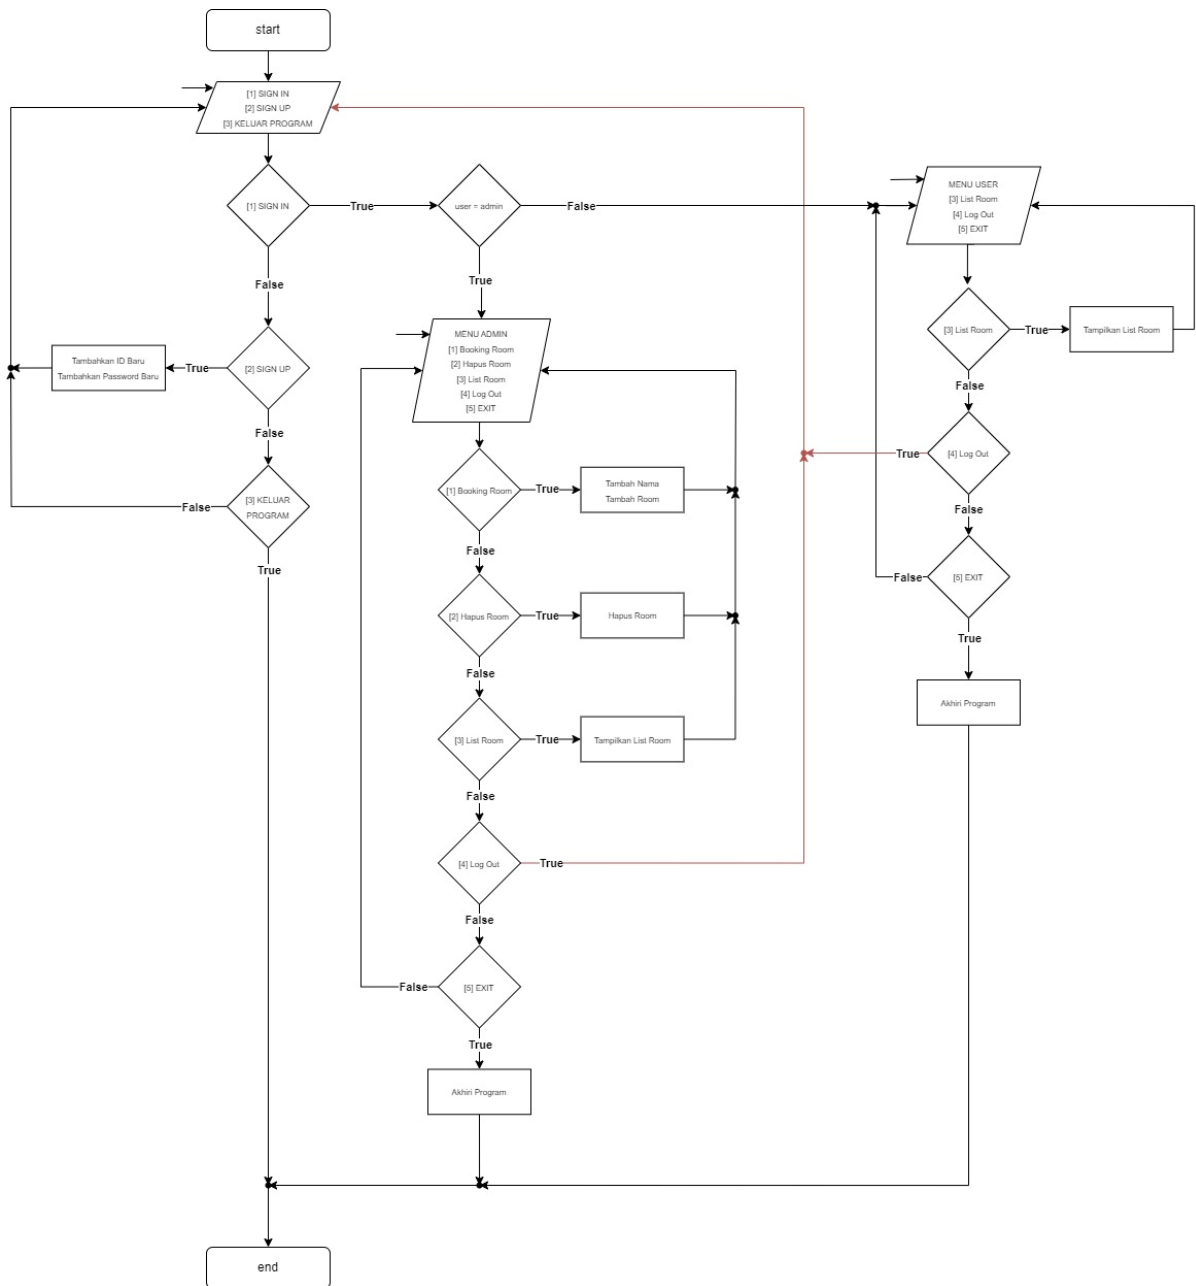 start
[1] SIGN IN
[2] SIGN UP
[3] KELUAR PROGRAM
[1] SIGN IN
True
user = admin
False
MENU USER
[3] List Room
[4] Log Out
[5] EXIT
False
True
[2] SIGN UP
True
Tambahkan ID Baru
Tambahkan Password Baru
False
[3] KELUAR
PROGRAM
False
True
MENU ADMIN
[1] Booking Room
[2] Hapus Room
[3] List Room
[4] Log Out
[5] EXIT
[1] Booking Room
True
Tambah Nama
Tambah Room
False
[2] Hapus Room
True
Hapus Room
False
[3] List Room
True
Tampilkan List Room
False
[4] Log Out
True
False
[5] EXIT
False
True
Akhiri Program
[3] List Room
True
Tampilkan List Room
False
[4] Log Out
True
False
[5] EXIT
False
True
Akhiri Program
end